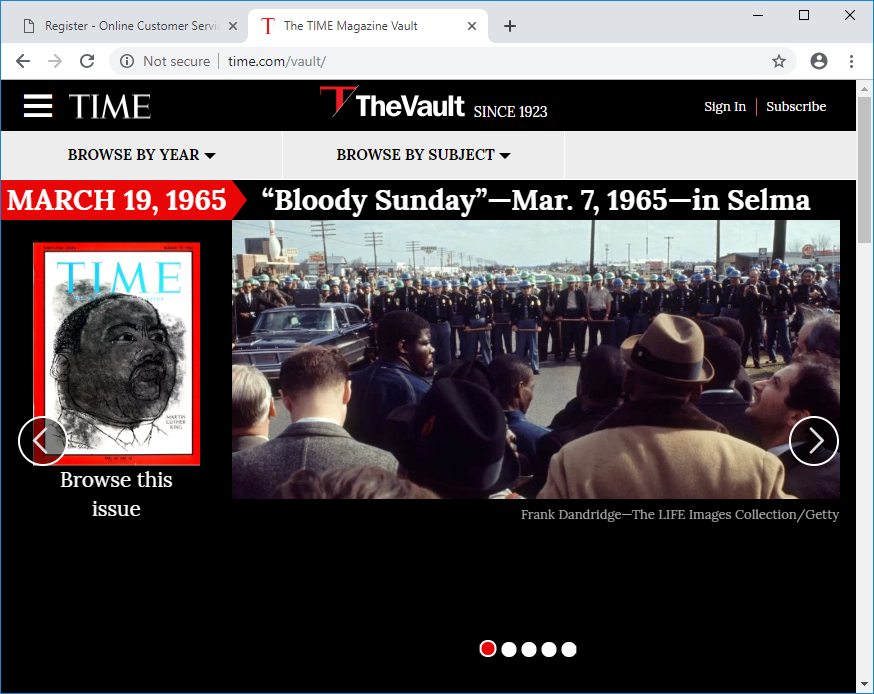 Register - Online Customer Servi
The TIME Magazine Vault
Not secure
time.com/vault/
TIME
TheVault SINCE 1923
Sign In
Subscribe
BROWSE BY YEAR
BROWSE BY SUBJECT
MARCH 19, 1965
“Bloody Sunday”—Mar. 7, 1965—in Selma
TIME
MARTIN
LUTHER
KING
Browse this
issue
Frank Dandridge—The LIFE Images Collection/Getty